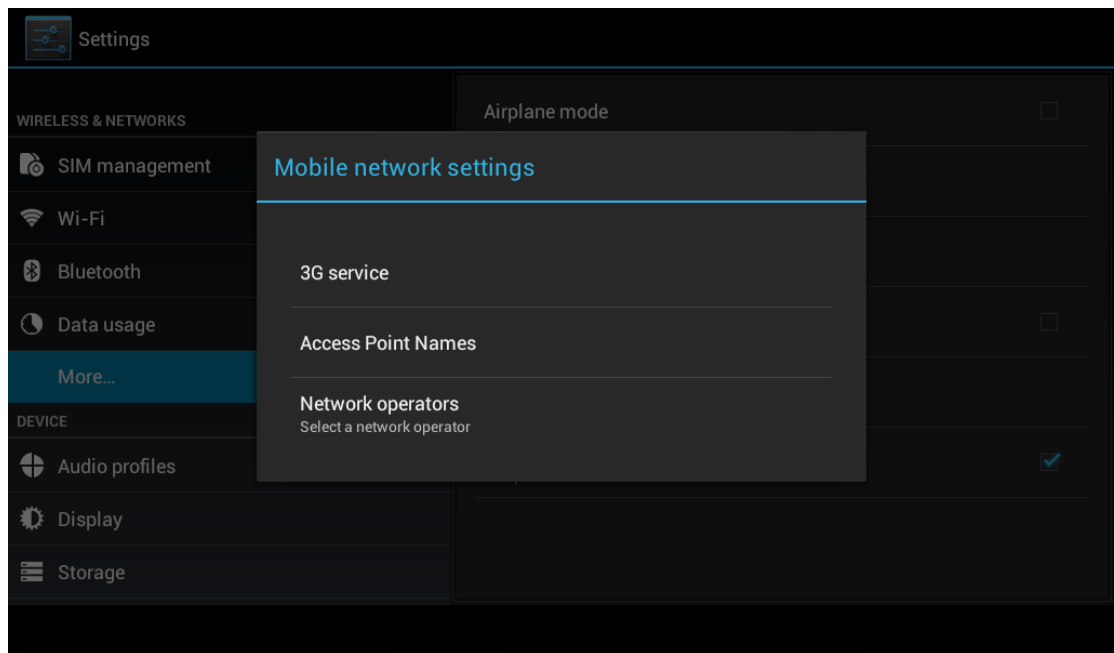 Settings
WIRELESS & NETWORKS
SIM management
Wi-Fi
Bluetooth
Data usage
More...
DEVICE
Audio profiles
Display
Storage
Airplane mode
Mobile network settings
3G service
Access Point Names
Network operators
Select a network operator